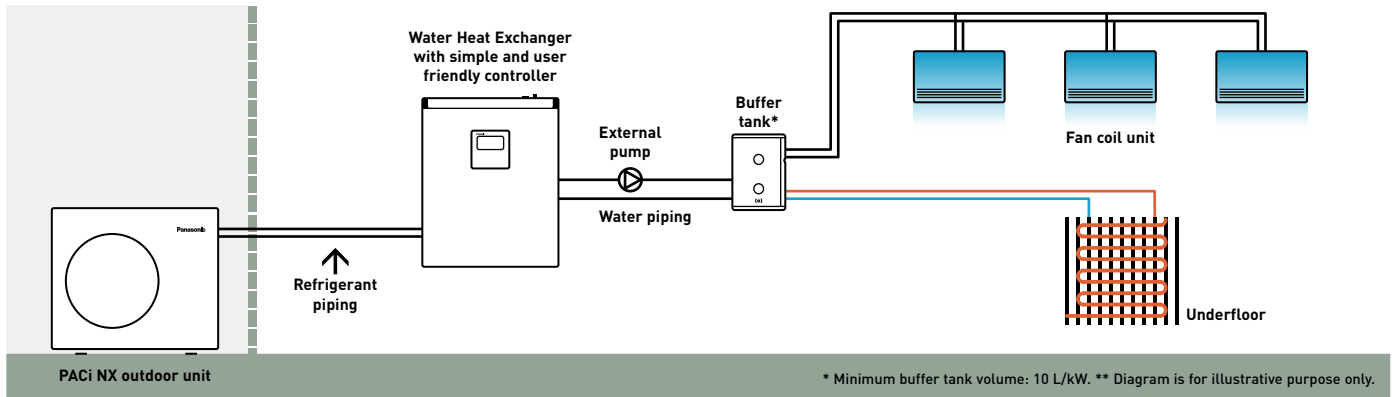 Water Heat Exchanger
with simple and user
friendly controller
External
pump
Buffer
tank*
Fan coil unit
Water piping
Panasonic
Refrigerant
piping
Underfloor
PACi NX outdoor unit
* Minimum buffer tank volume: 10 L/kW. ** Diagram is for illustrative purpose only.